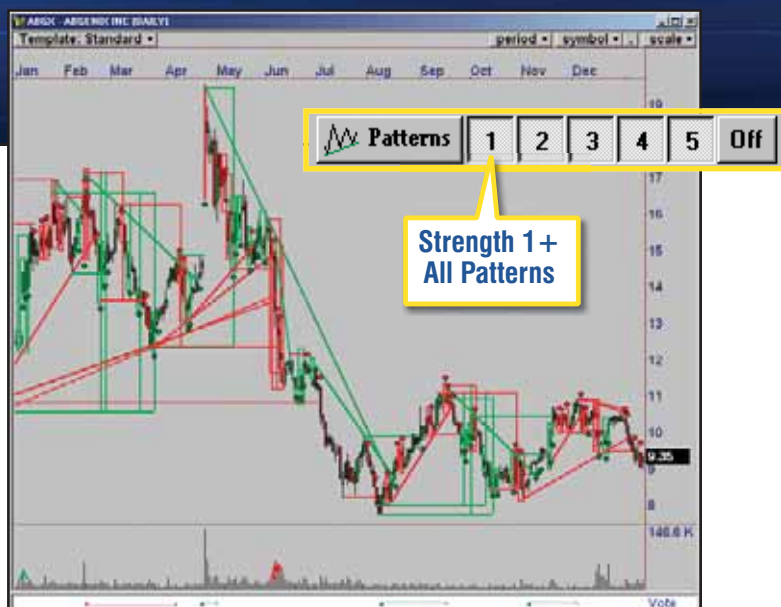 ABGX - ABGENIX INC (DAILY)
Template: Standard
period symbol . scale
Jan Feb Mar Apr May Jun Jul Aug Sep Oct Nov Dec
19
Patterns 1 2 3 4 5 Off
17
16
Strength 1+
All Patterns
15
14
13
12
11
10
9.35
9
8
146.6 K
Vote